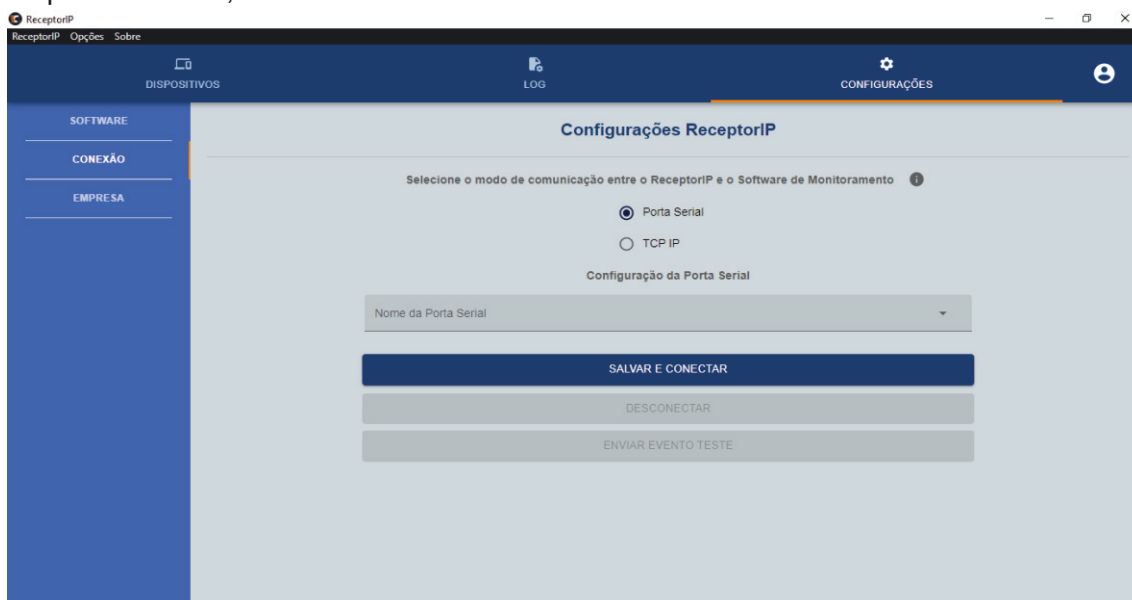 ReceptorIP
ReceptorIP Opções Sobre
DISPOSITIVOS
LOG
CONFIGURAÇÕES
SOFTWARE
CONEXÃO
EMPRESA
Configurações ReceptorIP
Selecione o modo de comunicação entre o ReceptorIP e o Software de Monitoramento
Porta Serial
TCP IP
Configuração da Porta Serial
Nome da Porta Serial
SALVAR E CONECTAR
DESCONECTAR
ENVIAR EVENTO TESTE